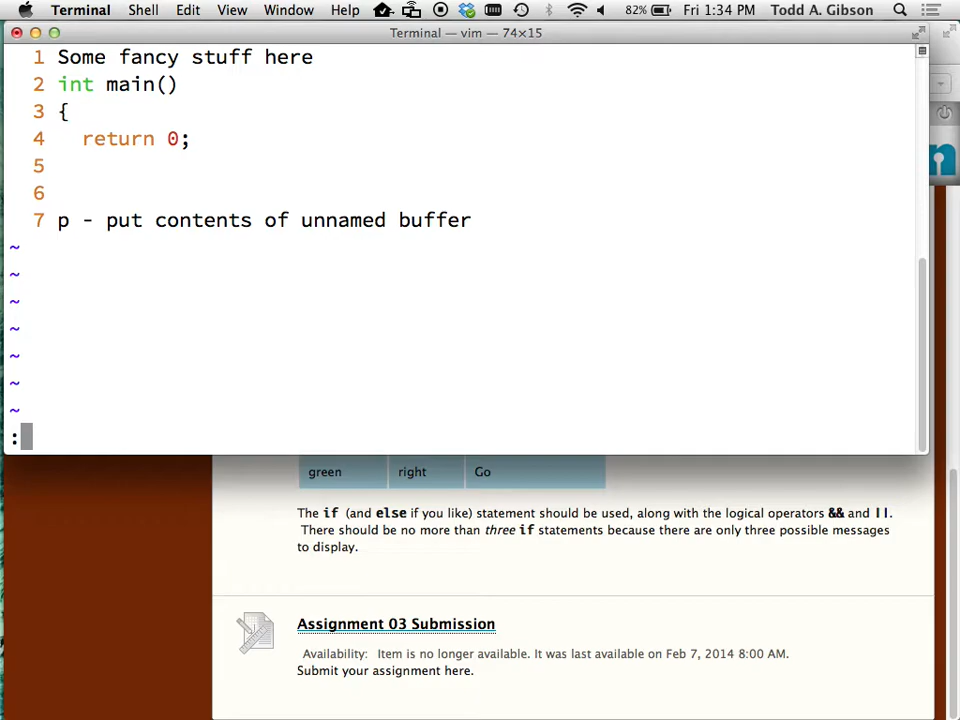 Terminal Shell Edit View Window Help 82% Fri 1:34 PM Todd A. Gibson
Terminal — vim — 74×15
1 Some fancy stuff here
2 int main()
3 {
4 return 0;
5
6
7 p - put contents of unnamed buffer
~
~
~
~
~
~
~
:
green right Go
The if (and else if you like) statement should be used, along with the logical operators && and ||.
There should be no more than three if statements because there are only three possible messages
to display.
Assignment 03 Submission
Availability: Item is no longer available. It was last available on Feb 7, 2014 8:00 AM.
Submit your assignment here.